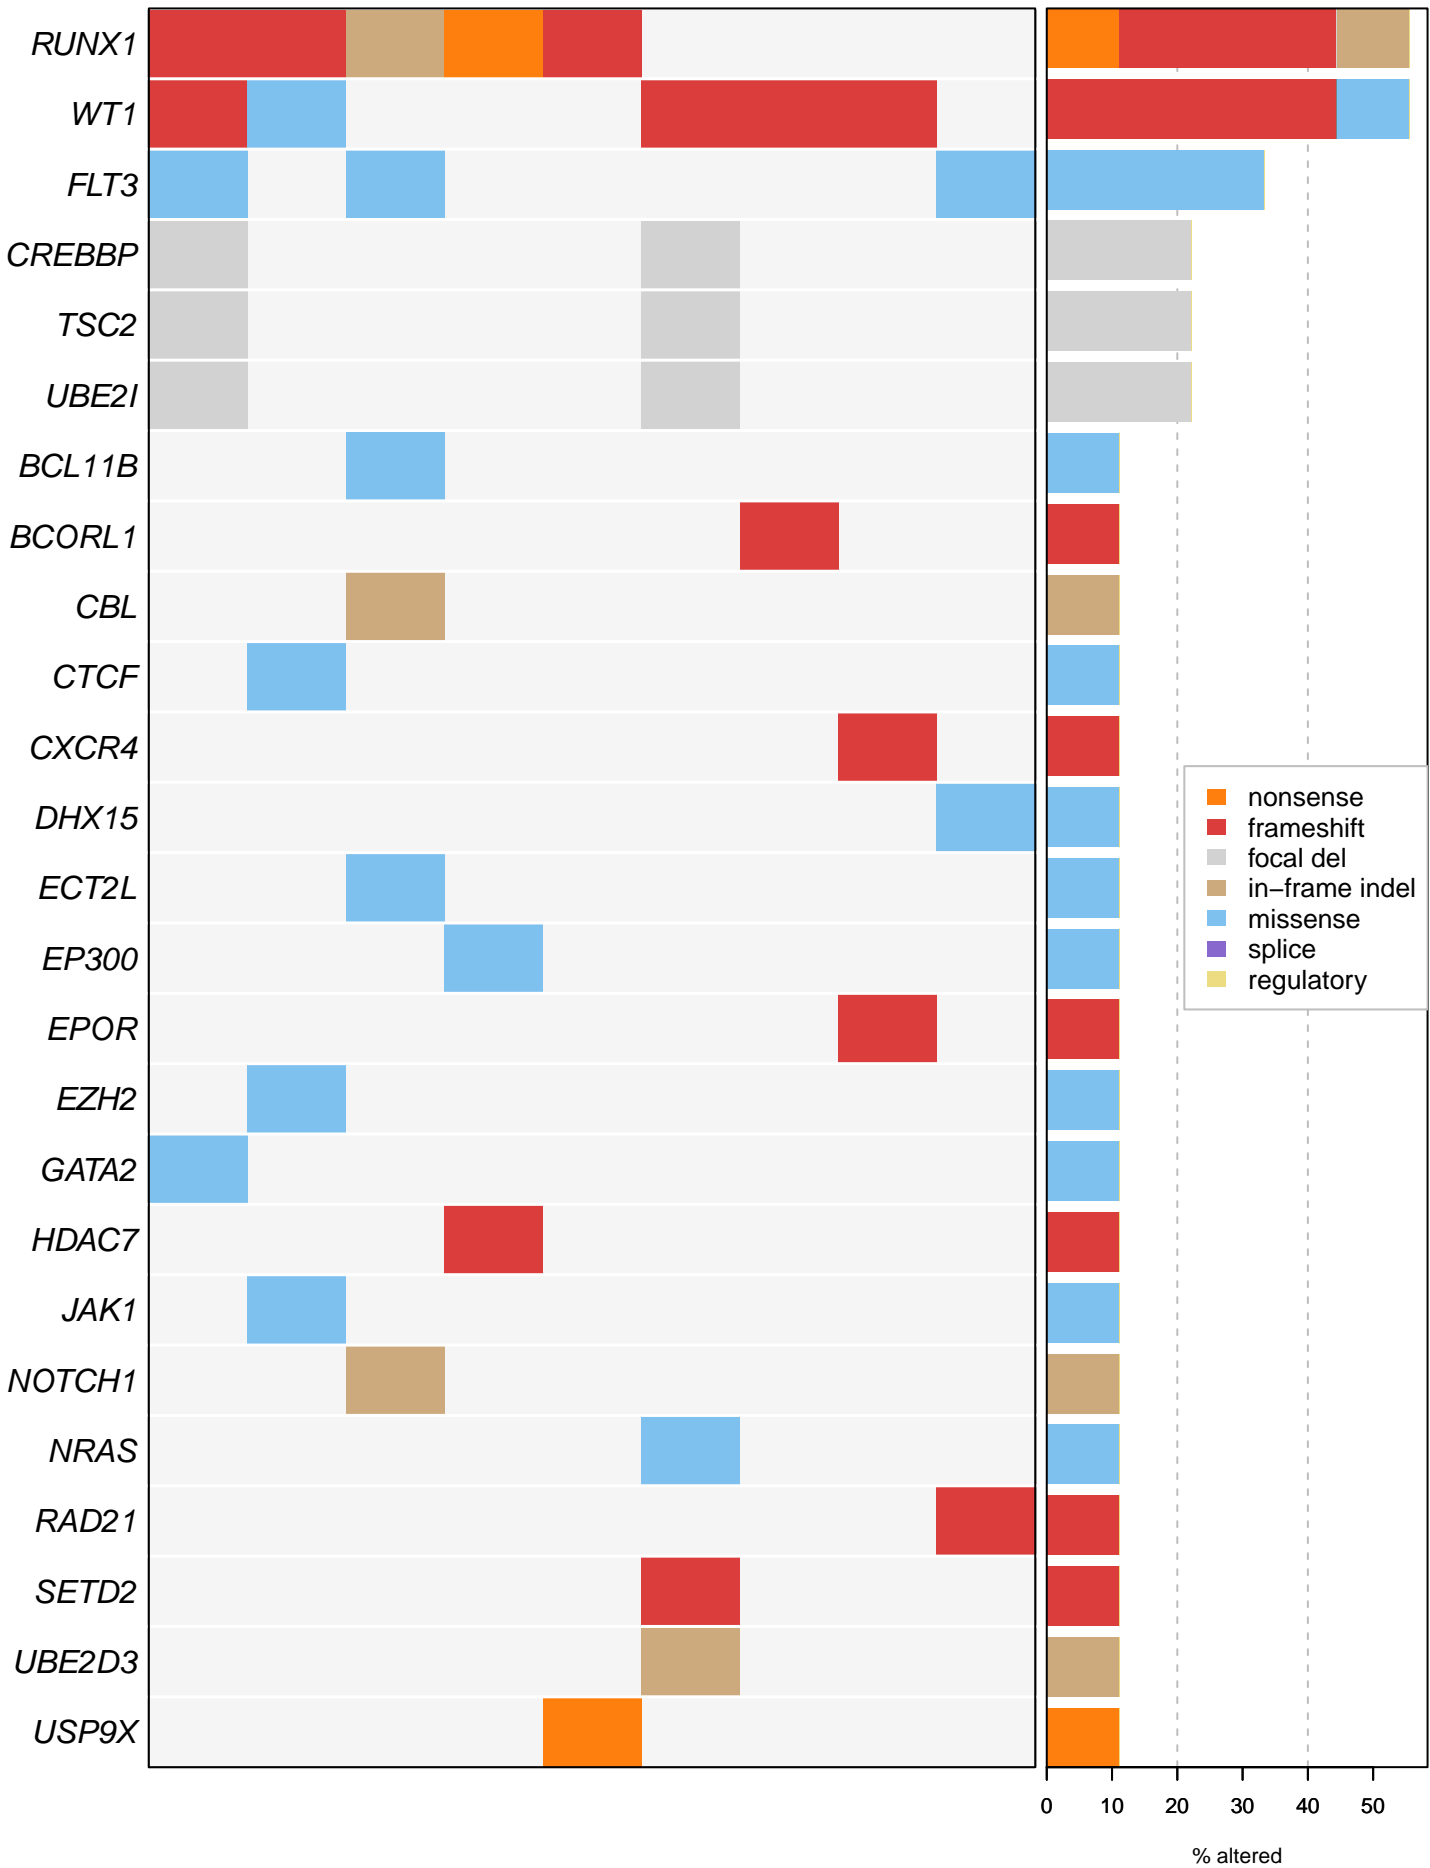 RUNX1
WT1
FLT3
CREBBP
TSC2
UBE2I
BCL11B
BCORL1
CBL
CTCF
CXCR4
DHX15
ECT2L
EP300
EPOR
EZH2
GATA2
HDAC7
JAK1
NOTCH1
NRAS
RAD21
SETD2
UBE2D3
USP9X
nonsense
frameshift
focal del
in−frame indel
missense
splice
regulatory
0 10 20 30 40 50
% altered